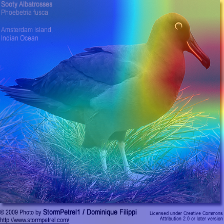 Sooty Albatrosses
Phoebetria fusca
Amsterdam island
Indian Ocean
© 2009 Photo by StormPetrel1 / Dominique Filippi
http://www.stormpetrel.com/
Licensed under Creative Commons
Attribution 2.0 or later version